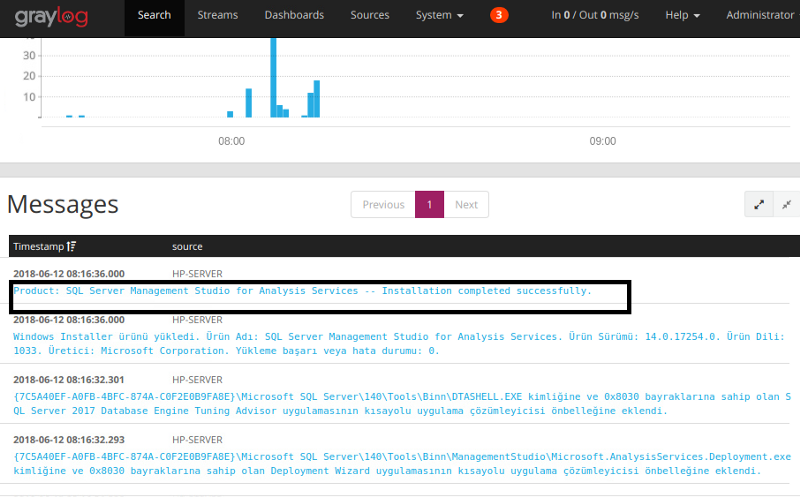 graylog Search Streams Dashboards Sources System 3 In 0 / Out 0 msg/s Help Administrator
30
20
10
08:00 09:00
Messages Previous 1 Next
Timestamp source
2018-06-12 08:16:36.000 HP-SERVER
Product: SQL Server Management Studio for Analysis Services -- Installation completed successfully.
2018-06-12 08:16:36.000 HP-SERVER
Windows Installer ürünü yükledi. Ürün Adı: SQL Server Management Studio for Analysis Services. Ürün Sürümü: 14.0.17254.0. Ürün Dili:
1033. Üretici: Microsoft Corporation. Yükleme başarı veya hata durumu: 0.
2018-06-12 08:16:32.301 HP-SERVER
{7C5A40EF-A0FB-4BFC-874A-C0F2E0B9FA8E}\Microsoft SQL Server\140\Tools\Binn\DTASHELL.EXE kimliğine ve 0x8030 bayraklarına sahip olan S
QL Server 2017 Database Engine Tuning Advisor uygulamasının kısayolu uygulama çözümleyicisi önbelleğine eklendi.
2018-06-12 08:16:32.293 HP-SERVER
{7C5A40EF-A0FB-4BFC-874A-C0F2E0B9FA8E}\Microsoft SQL Server\140\Tools\Binn\ManagementStudio\Microsoft.AnalysisServices.Deployment.exe
kimliğine ve 0x8030 bayraklarına sahip olan Deployment Wizard uygulamasının kısayolu uygulama çözümleyicisi önbelleğine eklendi.